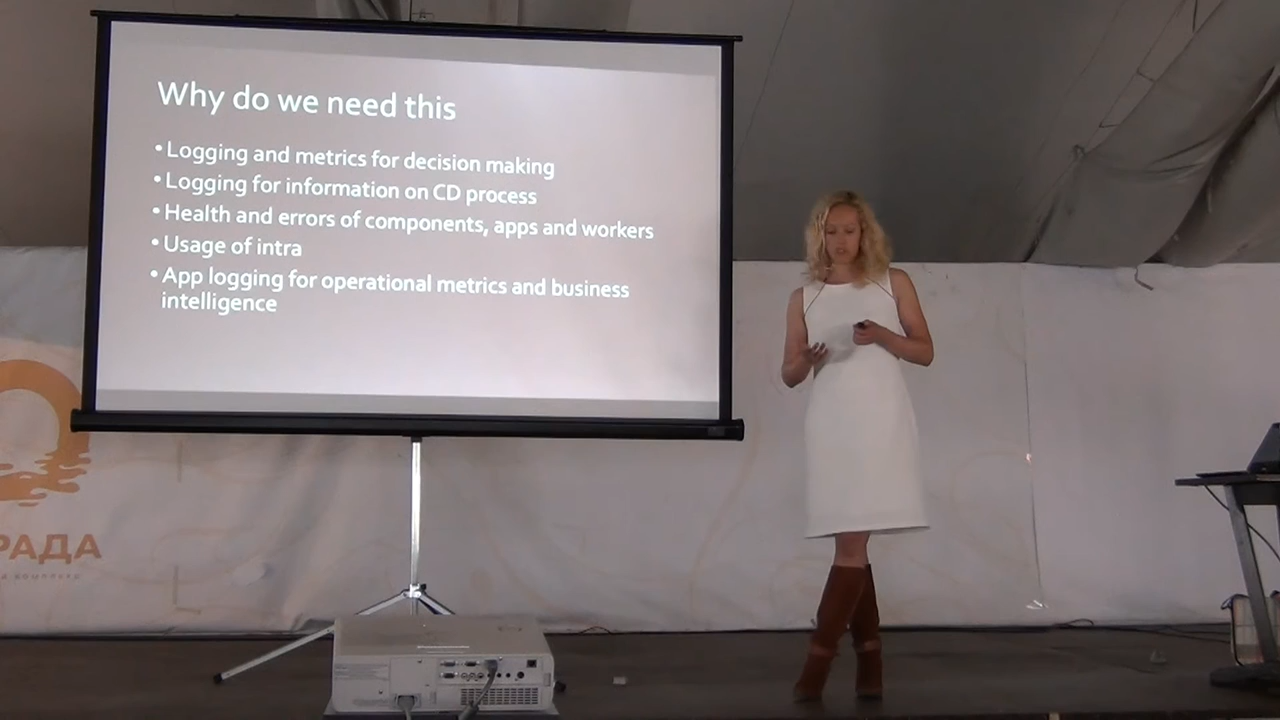 Why do we need this
• Logging and metrics for decision making
• Logging for information on CD process
• Health and errors of components, apps and workers
• Usage of intra
• App logging for operational metrics and business
intelligence
РАДА
комплекс